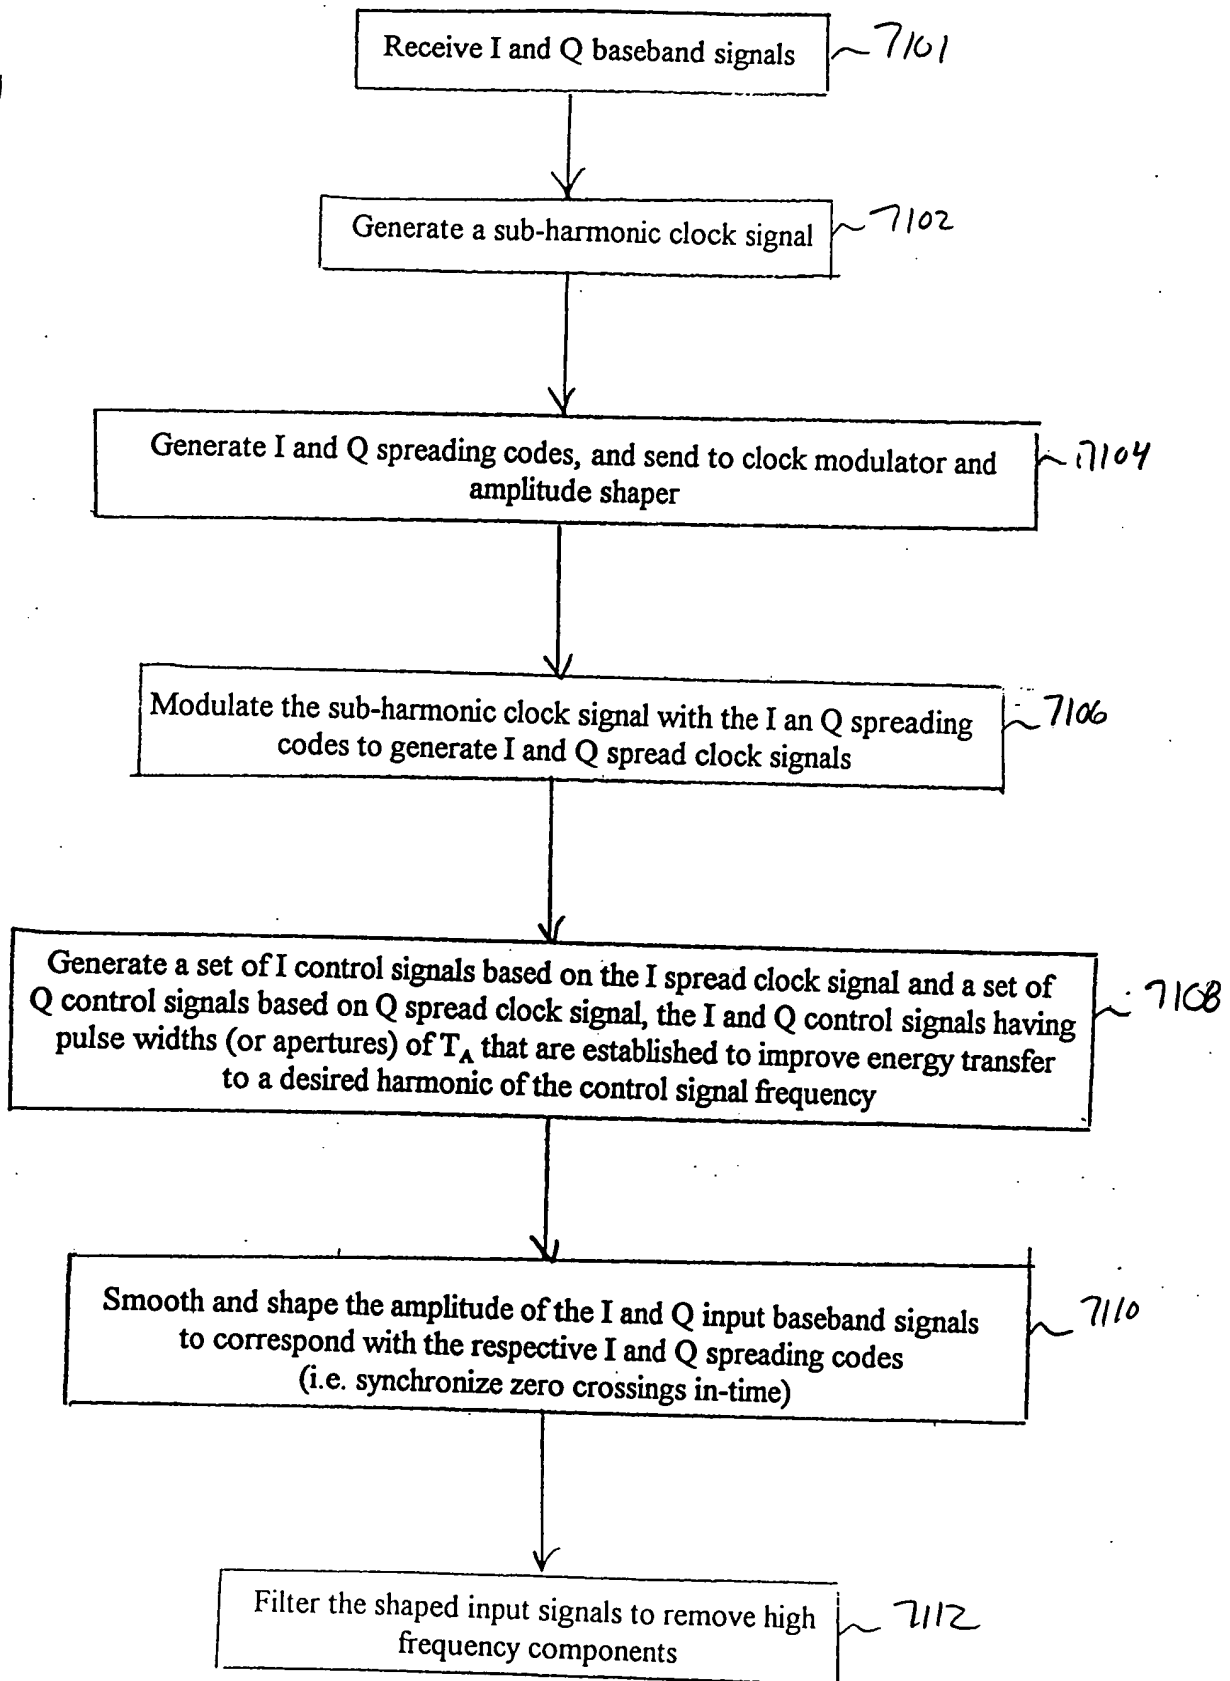 Receive I and Q baseband signals
7101
Generate a sub-harmonic clock signal
7102
Generate I and Q spreading codes, and send to clock modulator and
amplitude shaper
7104
Modulate the sub-harmonic clock signal with the I an Q spreading
codes to generate I and Q spread clock signals
7106
Generate a set of I control signals based on the I spread clock signal and a set of
Q control signals based on Q spread clock signal, the I and Q control signals having
pulse widths (or apertures) of T_A that are established to improve energy transfer
to a desired harmonic of the control signal frequency
7108
Smooth and shape the amplitude of the I and Q input baseband signals
to correspond with the respective I and Q spreading codes
(i.e. synchronize zero crossings in-time)
7110
Filter the shaped input signals to remove high
frequency components
7112